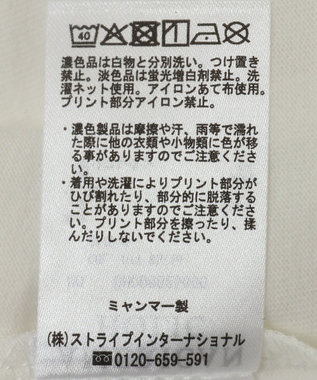 40
濃色品は白物と分別洗い。つけ置き
禁止。淡色品は蛍光増白剤禁止。洗
濯ネット使用。アイロンあて布使用。
プリント部分アイロン禁止。
・濃色製品は摩擦や汗、雨等で濡れ
た際に他の衣類や小物類に色が移
る事がありますのでご注意くださ
い。
・着用や洗濯によりプリント部分が
ひび割れたり、部分的に脱落する
ことがありますのでご注意くださ
い。プリント部分を擦ったり、揉
んだりしないでください。
ミャンマー製
(株)ストライプインターナショナル
0120-659-591